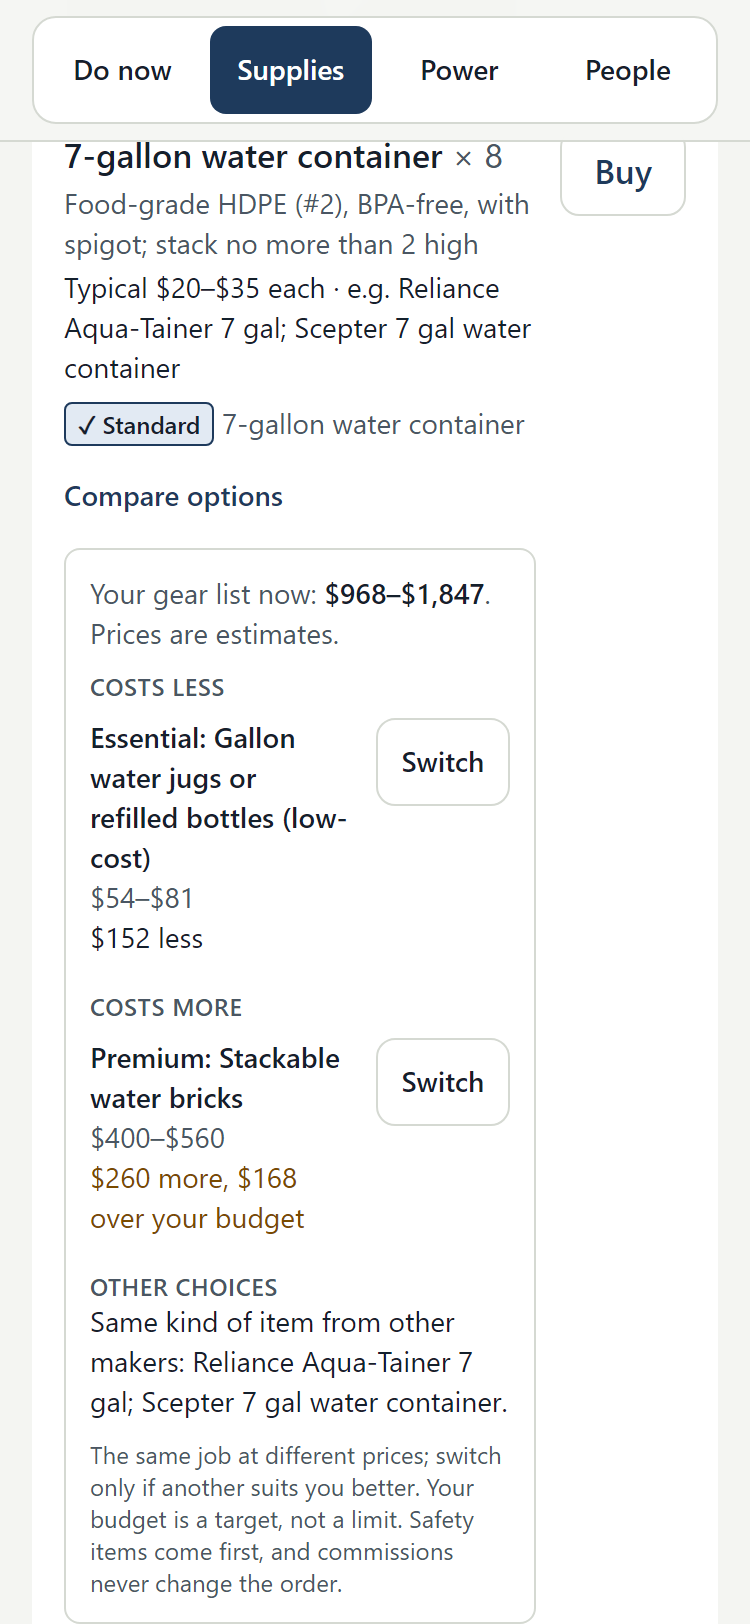 Do now
Supplies
Power
People
7-gallon water container × 8
Buy
Food-grade HDPE (#2), BPA-free, with
spigot; stack no more than 2 high
Typical $20–$35 each · e.g. Reliance
Aqua-Tainer 7 gal; Scepter 7 gal water
container
✓ Standard 7-gallon water container
Compare options
Your gear list now: $968–$1,847.
Prices are estimates.
COSTS LESS
Essential: Gallon
water jugs or
refilled bottles (low-
cost)
Switch
$54–$81
$152 less
COSTS MORE
Premium: Stackable
water bricks
Switch
$400–$560
$260 more, $168
over your budget
OTHER CHOICES
Same kind of item from other
makers: Reliance Aqua-Tainer 7
gal; Scepter 7 gal water container.
The same job at different prices; switch
only if another suits you better. Your
budget is a target, not a limit. Safety
items come first, and commissions
never change the order.